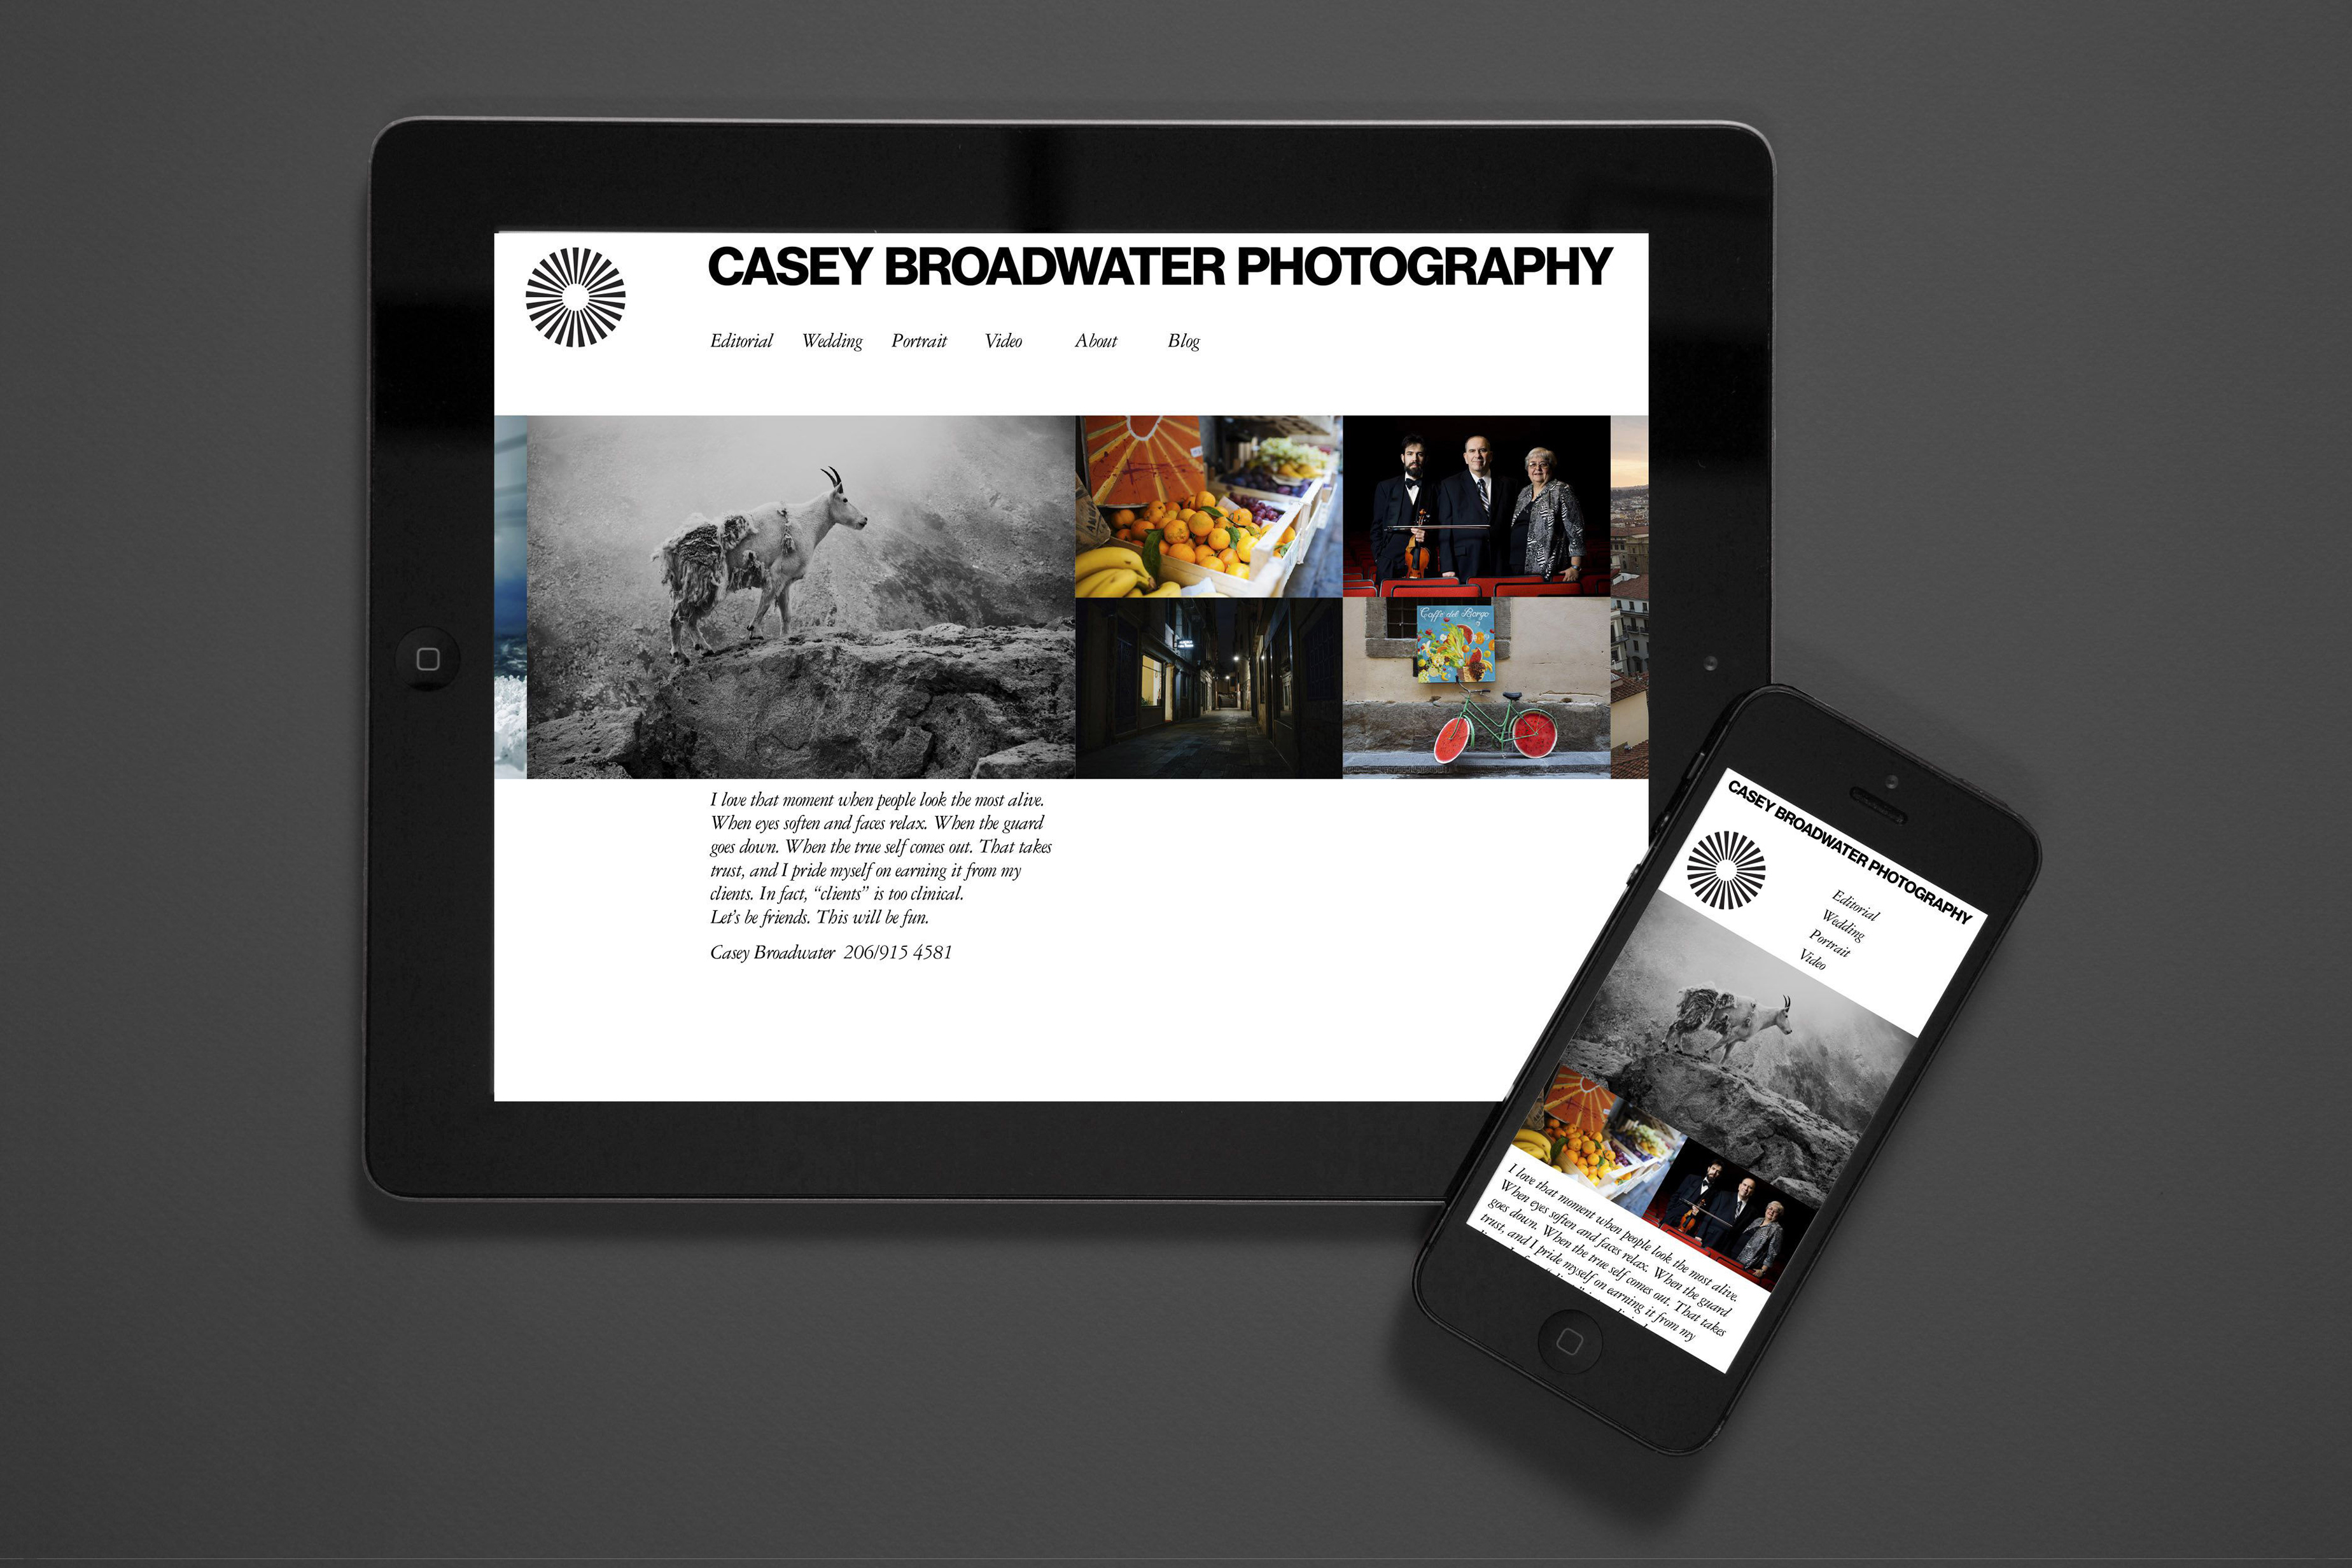 CASEY BROADWATER PHOTOGRAPHY
Editorial Wedding Portrait Video About Blog
Caffe del Borgo
I love that moment when people look the most alive.
When eyes soften and faces relax. When the guard
goes down. When the true self comes out. That takes
trust, and I pride myself on earning it from my
clients. In fact, “clients” is too clinical.
Let’s be friends. This will be fun.
Casey Broadwater 206/915 4581
CASEY BROADWATER PHOTOGRAPHY
Editorial
Wedding
Portrait
Video
I love that moment when people look the most alive.
When eyes soften and faces relax. When the guard
goes down. When the true self comes out. That takes
trust, and I pride myself on earning it from my